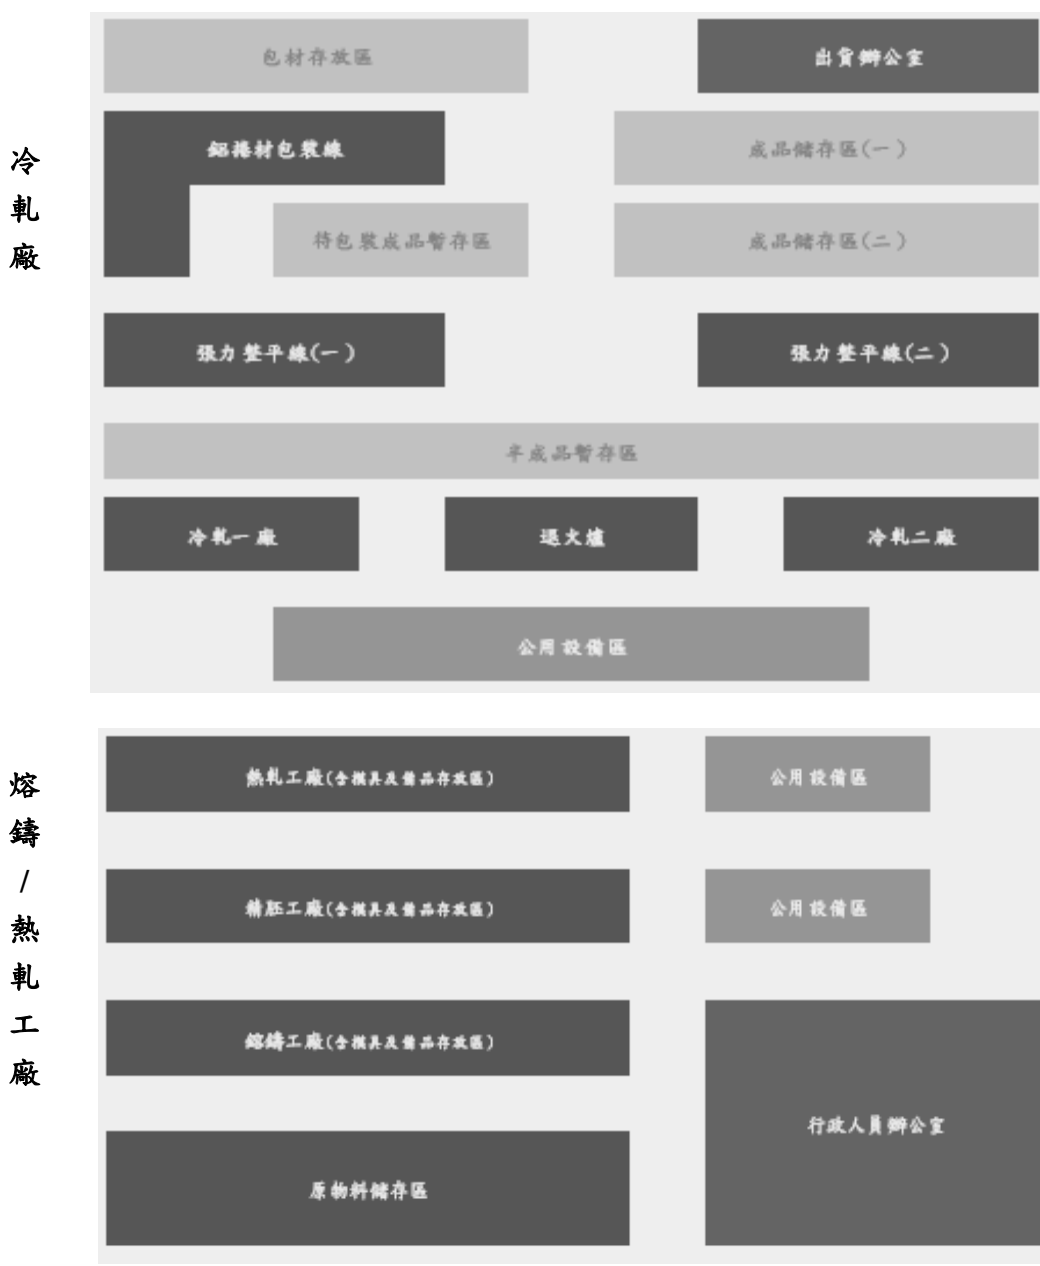 冷軋廠
包材存放區
出貨辦公室
鋁捲材包裝線
成品儲存區(一)
待包裝成品暫存區
成品儲存區(二)
張力整平線(一)
張力整平線(二)
半成品暫存區
冷軋一廠
退火爐
冷軋二廠
公用設備區
熔鑄/熱軋工廠
熱軋工廠(含模具及備品存放區)
公用設備區
精胚工廠(含模具及備品存放區)
公用設備區
鎔鑄工廠(含模具及備品存放區)
行政人員辦公室
原物料儲存區